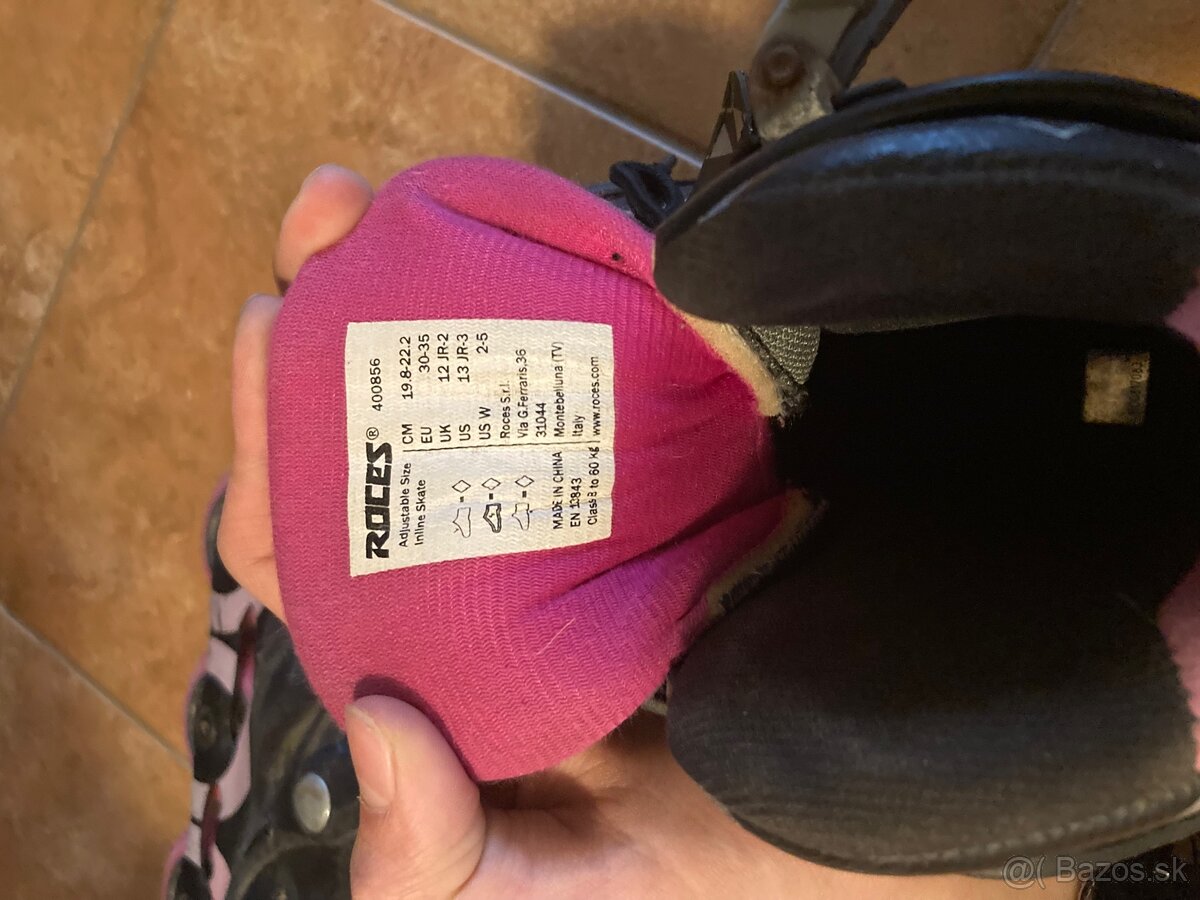 ROCES® 400856
Adjustable Size
Inline Skate
CM 19.8-22.2
EU 30-35
UK 12 JR-2
US 13 JR-3
US W 2-5
Roces S.r.l.
Via G.Ferraris,36
31044
Montebelluna (TV)
Italy
www.roces.com
MADE IN CHINA
EN 13843
Class B to 60 kg
@( Bazos.sk